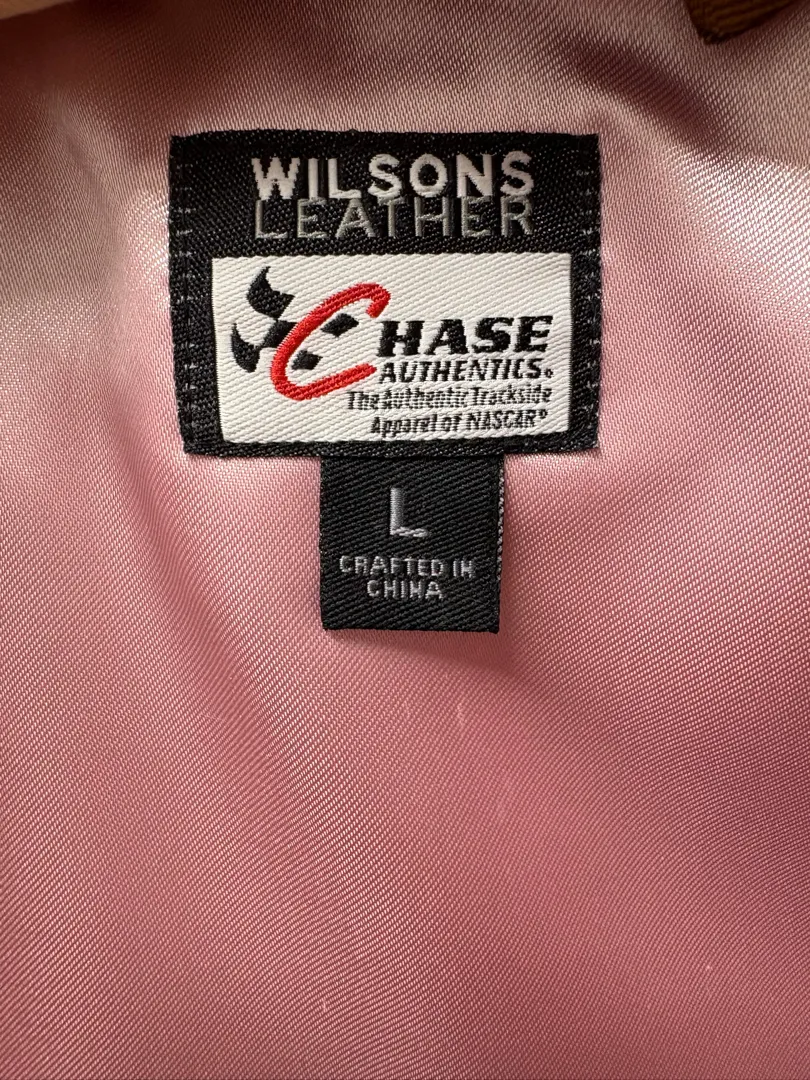 WILSONS
LEATHER
CHASE
AUTHENTICS®
The Authentic Trackside
Apparel of NASCAR®
L
CRAFTED IN
CHINA